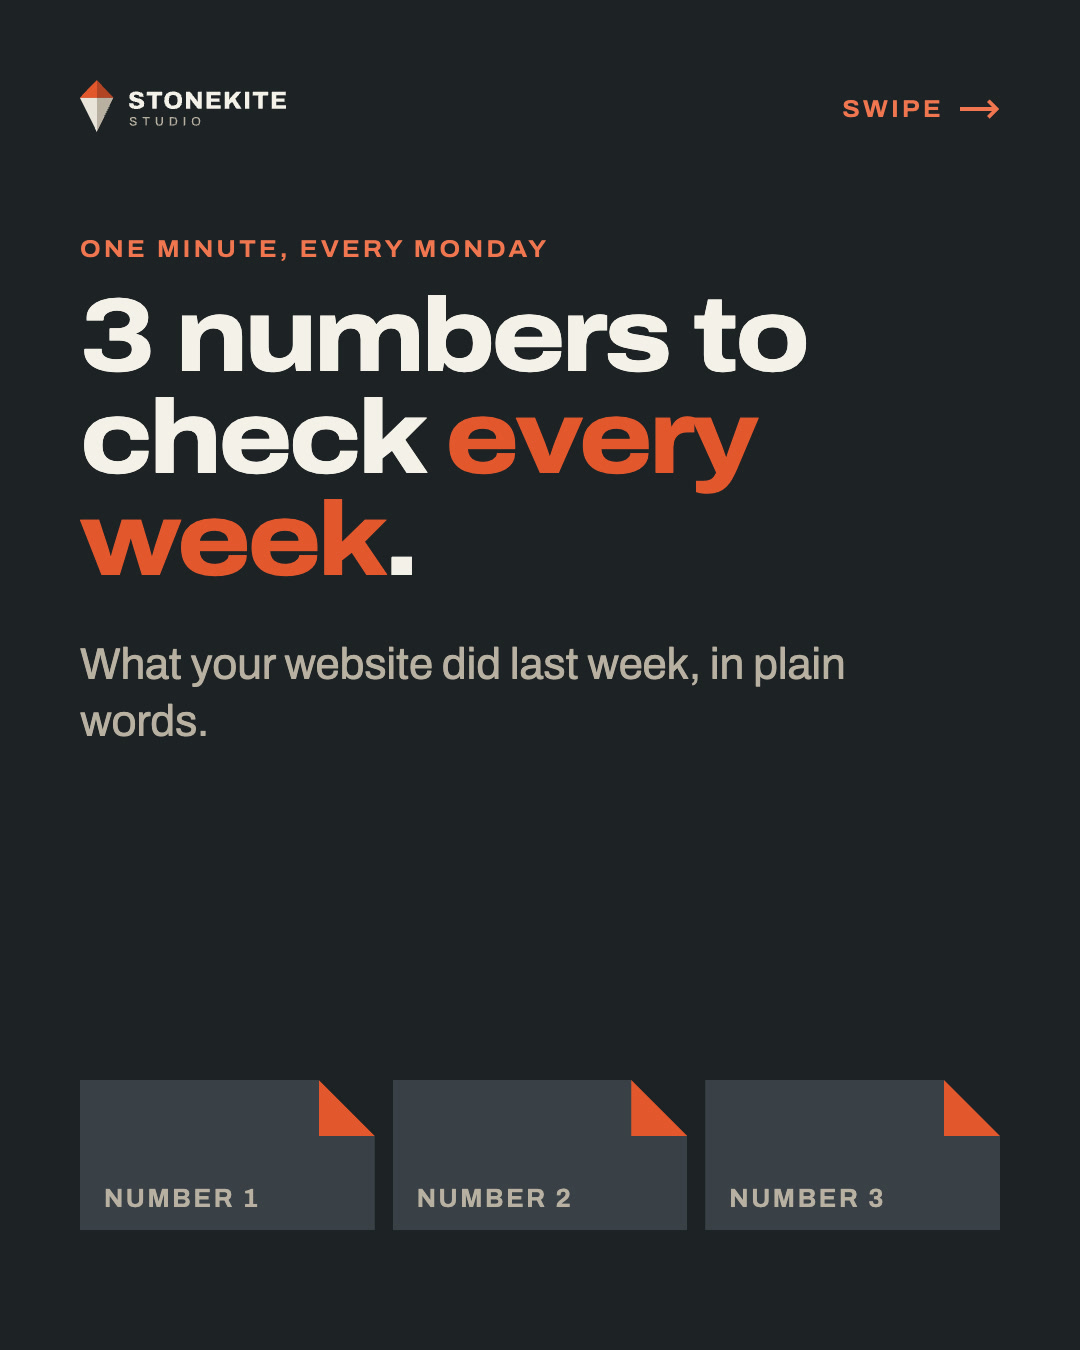 STONEKITE
STUDIO
SWIPE
ONE MINUTE, EVERY MONDAY
3 numbers to
check every
week.
What your website did last week, in plain
words.
NUMBER 1
NUMBER 2
NUMBER 3